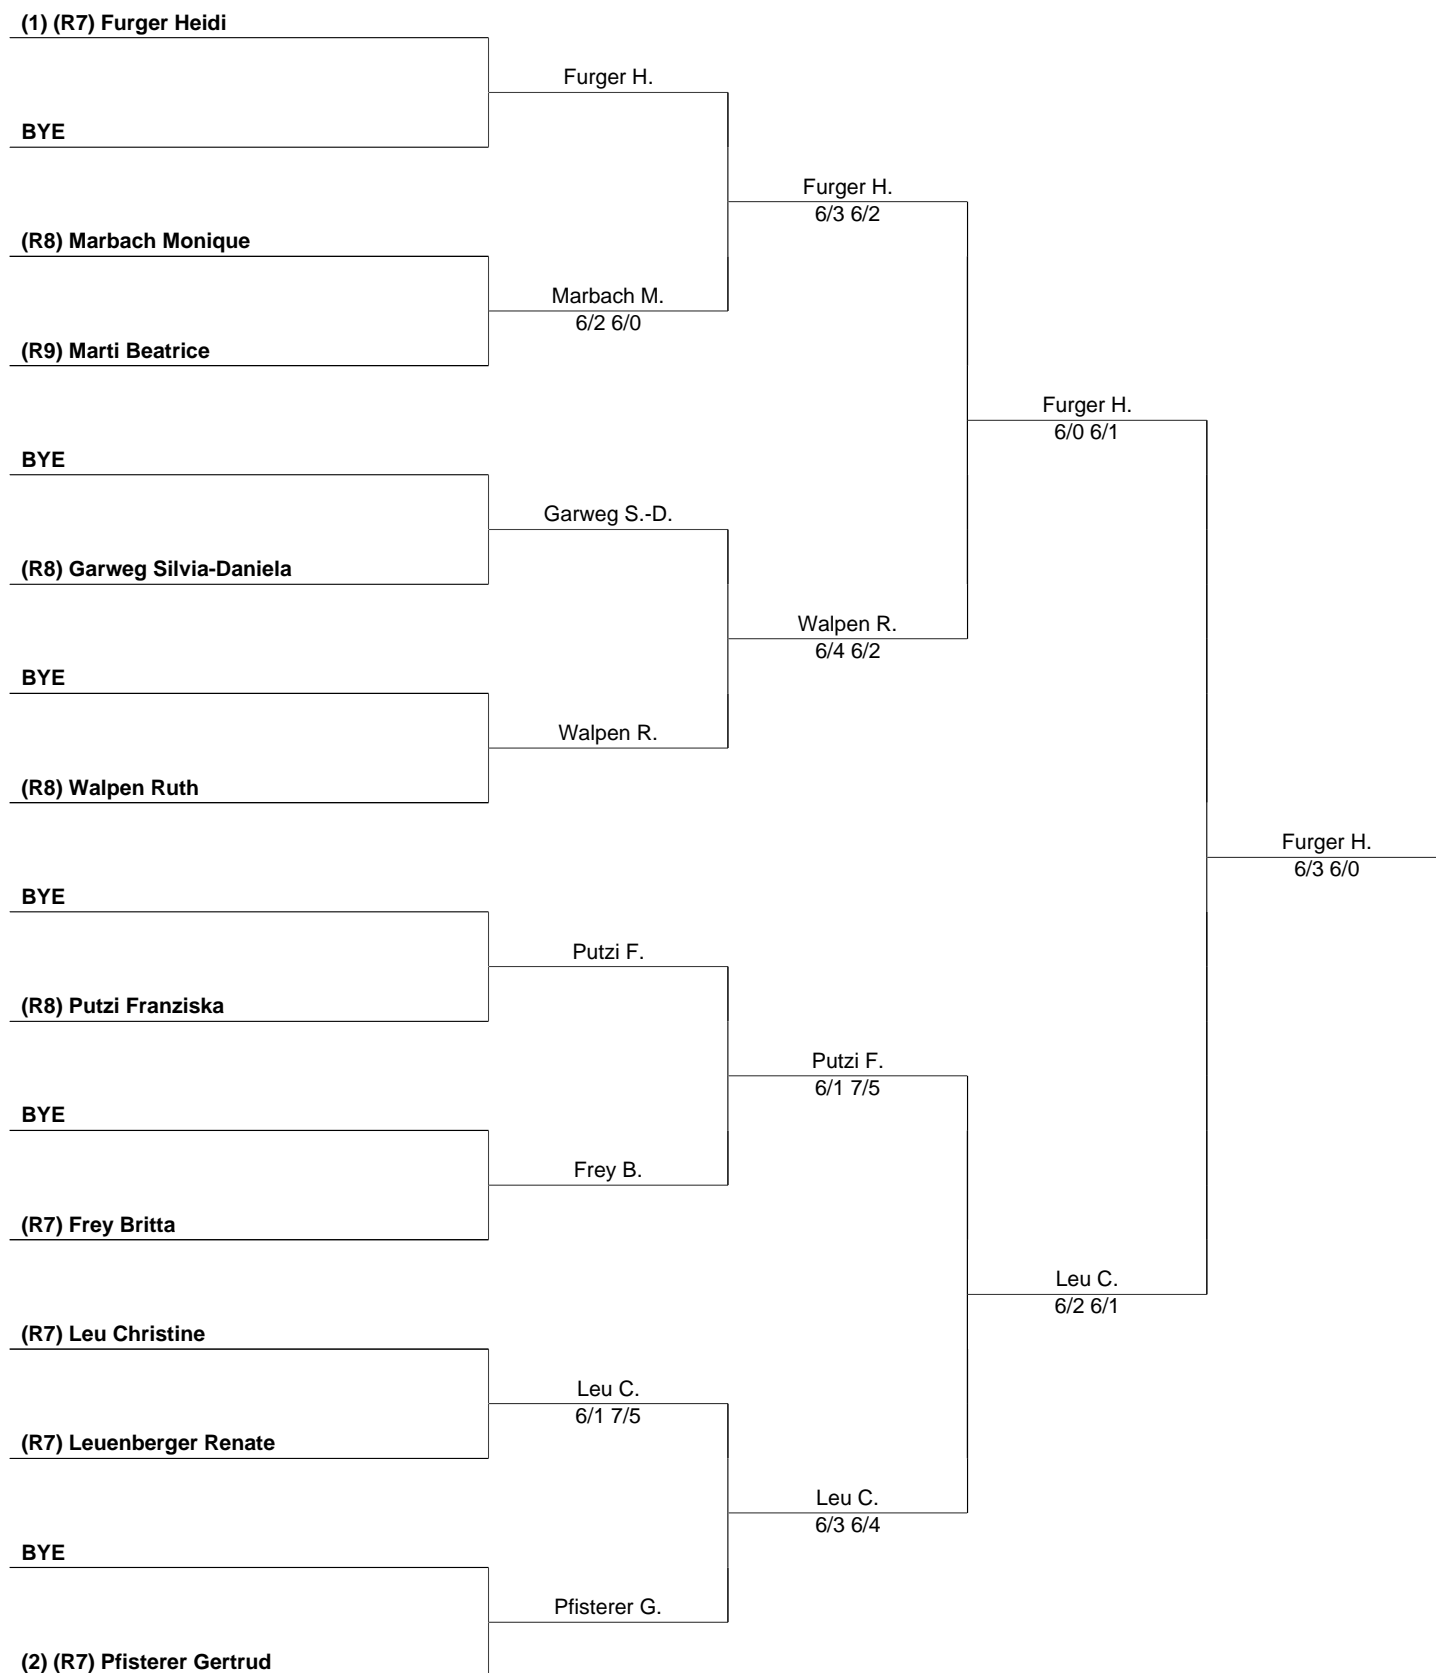 (1) (R7) Furger Heidi
Furger H.
BYE
Furger H.
6/3 6/2
(R8) Marbach Monique
Marbach M.
6/2 6/0
(R9) Marti Beatrice
Furger H.
6/0 6/1
BYE
Garweg S.-D.
(R8) Garweg Silvia-Daniela
Walpen R.
6/4 6/2
BYE
Walpen R.
(R8) Walpen Ruth
Furger H.
6/3 6/0
BYE
Putzi F.
(R8) Putzi Franziska
Putzi F.
6/1 7/5
BYE
Frey B.
(R7) Frey Britta
Leu C.
6/2 6/1
(R7) Leu Christine
Leu C.
6/1 7/5
(R7) Leuenberger Renate
Leu C.
6/3 6/4
BYE
Pfisterer G.
(2) (R7) Pfisterer Gertrud